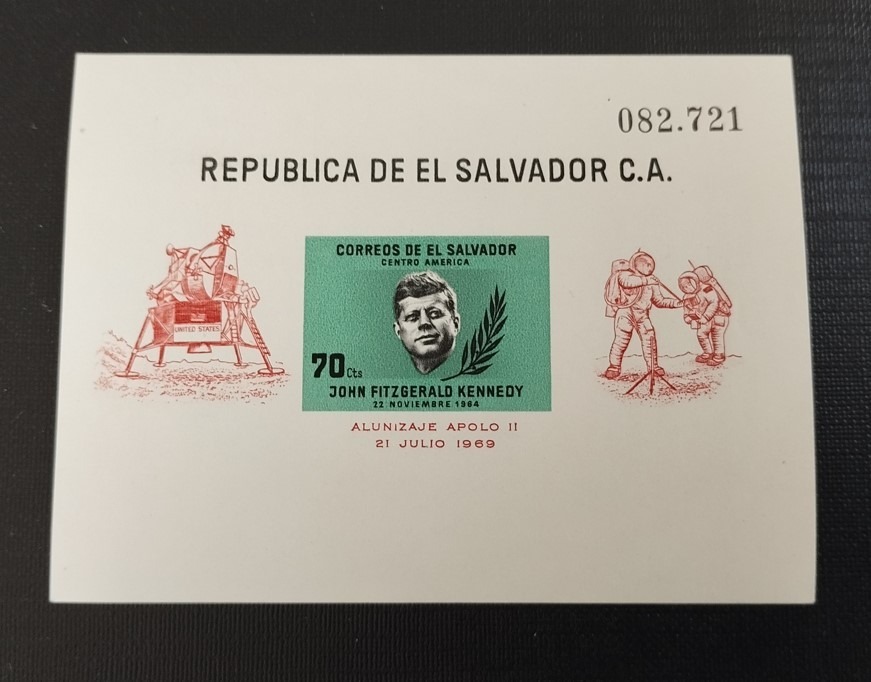 082.721
REPUBLICA DE EL SALVADOR C.A.
CORREOS DE EL SALVADOR
CENTRO AMERICA
UNITED STATES
70 Cts
JOHN FITZGERALD KENNEDY
22 NOVIEMBRE 1964
ALUNIZAJE APOLO 11
21 JULIO 1969